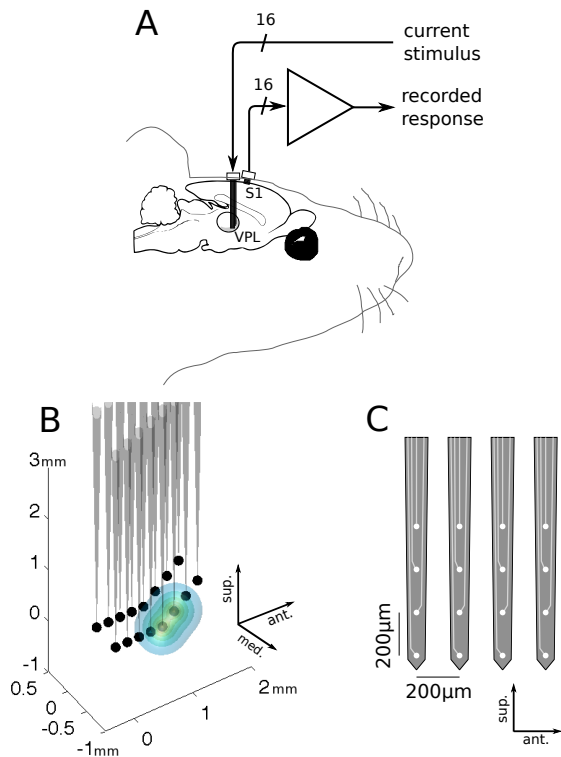 A
16
current
stimulus
16
recorded
response
S1
VPL
B
3mm
2
1
0
-1
0.5
0
-0.5
-1mm
0
1
2mm
sup.
ant.
med.
C
200μm
200μm
sup.
ant.